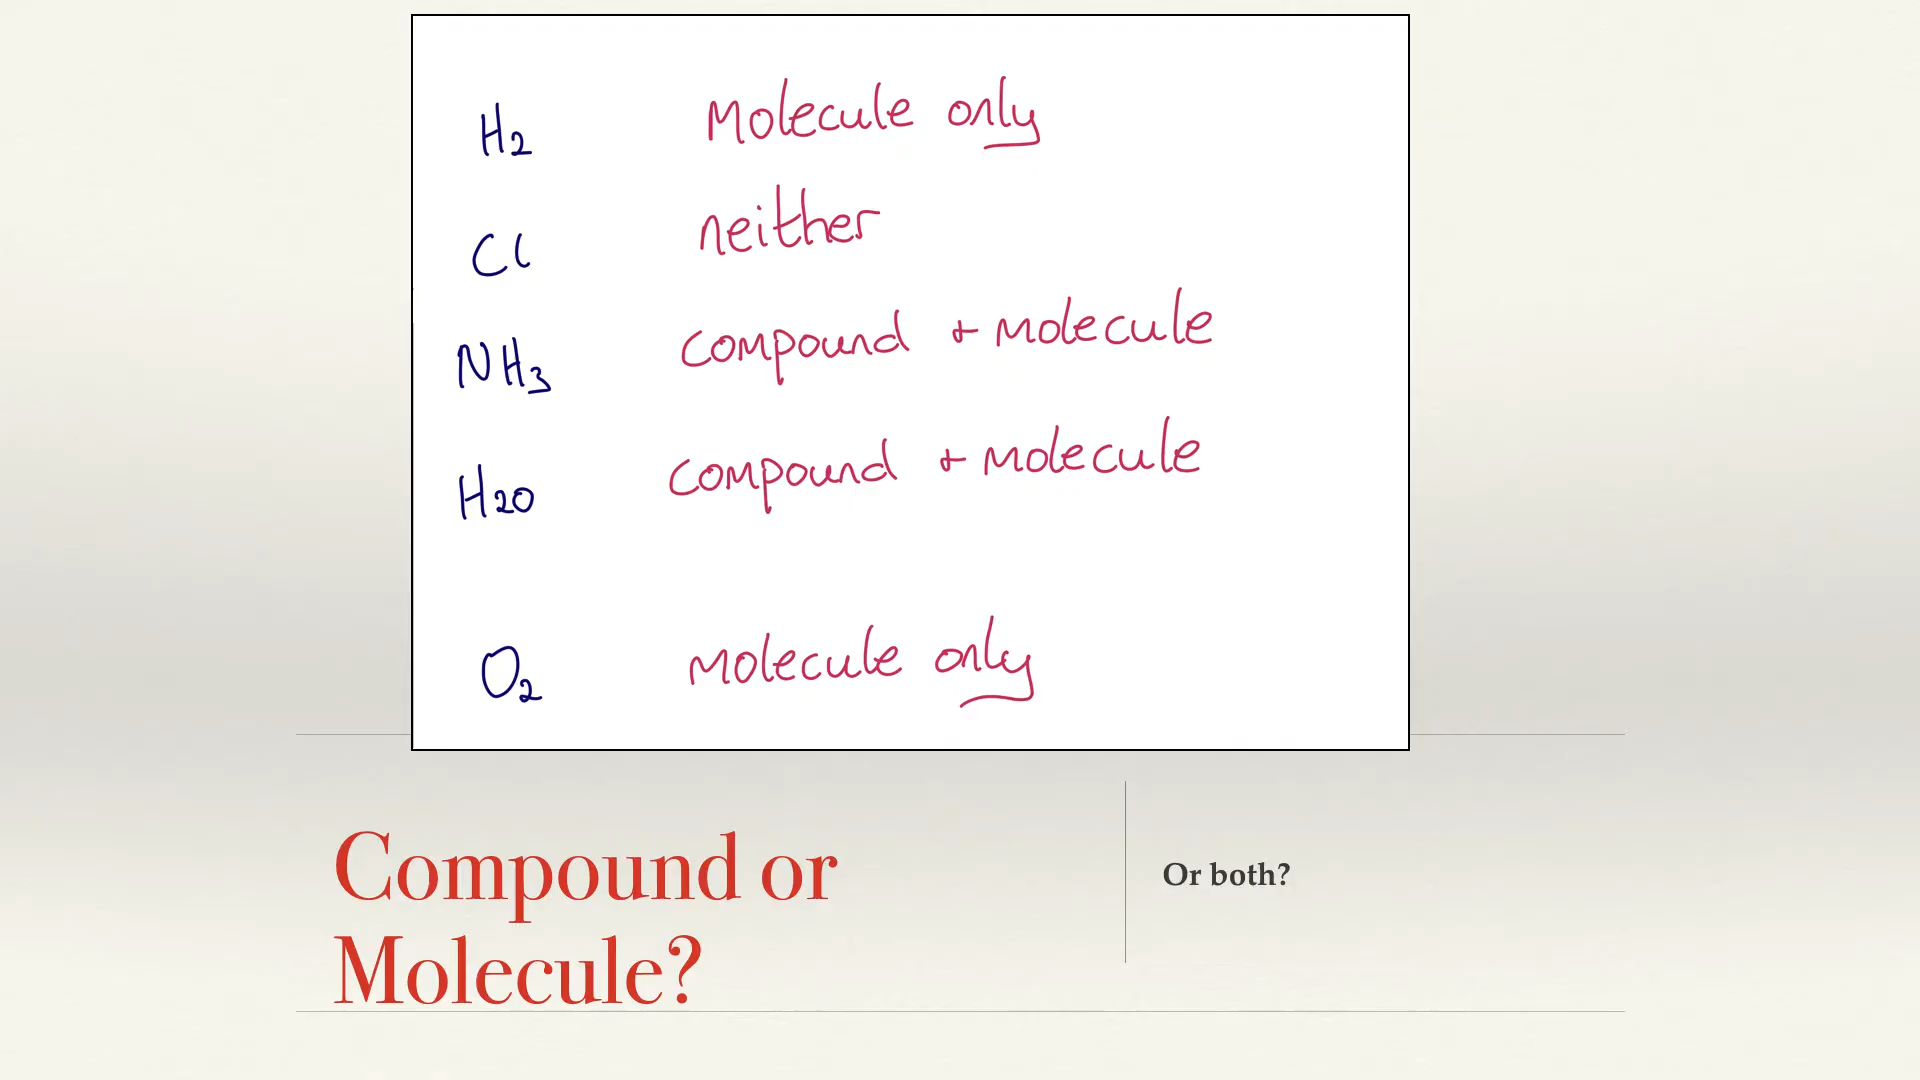 H2 Molecule only
Cl neither
NH3 compound + molecule
H2O compound + molecule
O2 molecule only
Compound or
Molecule?
Or both?